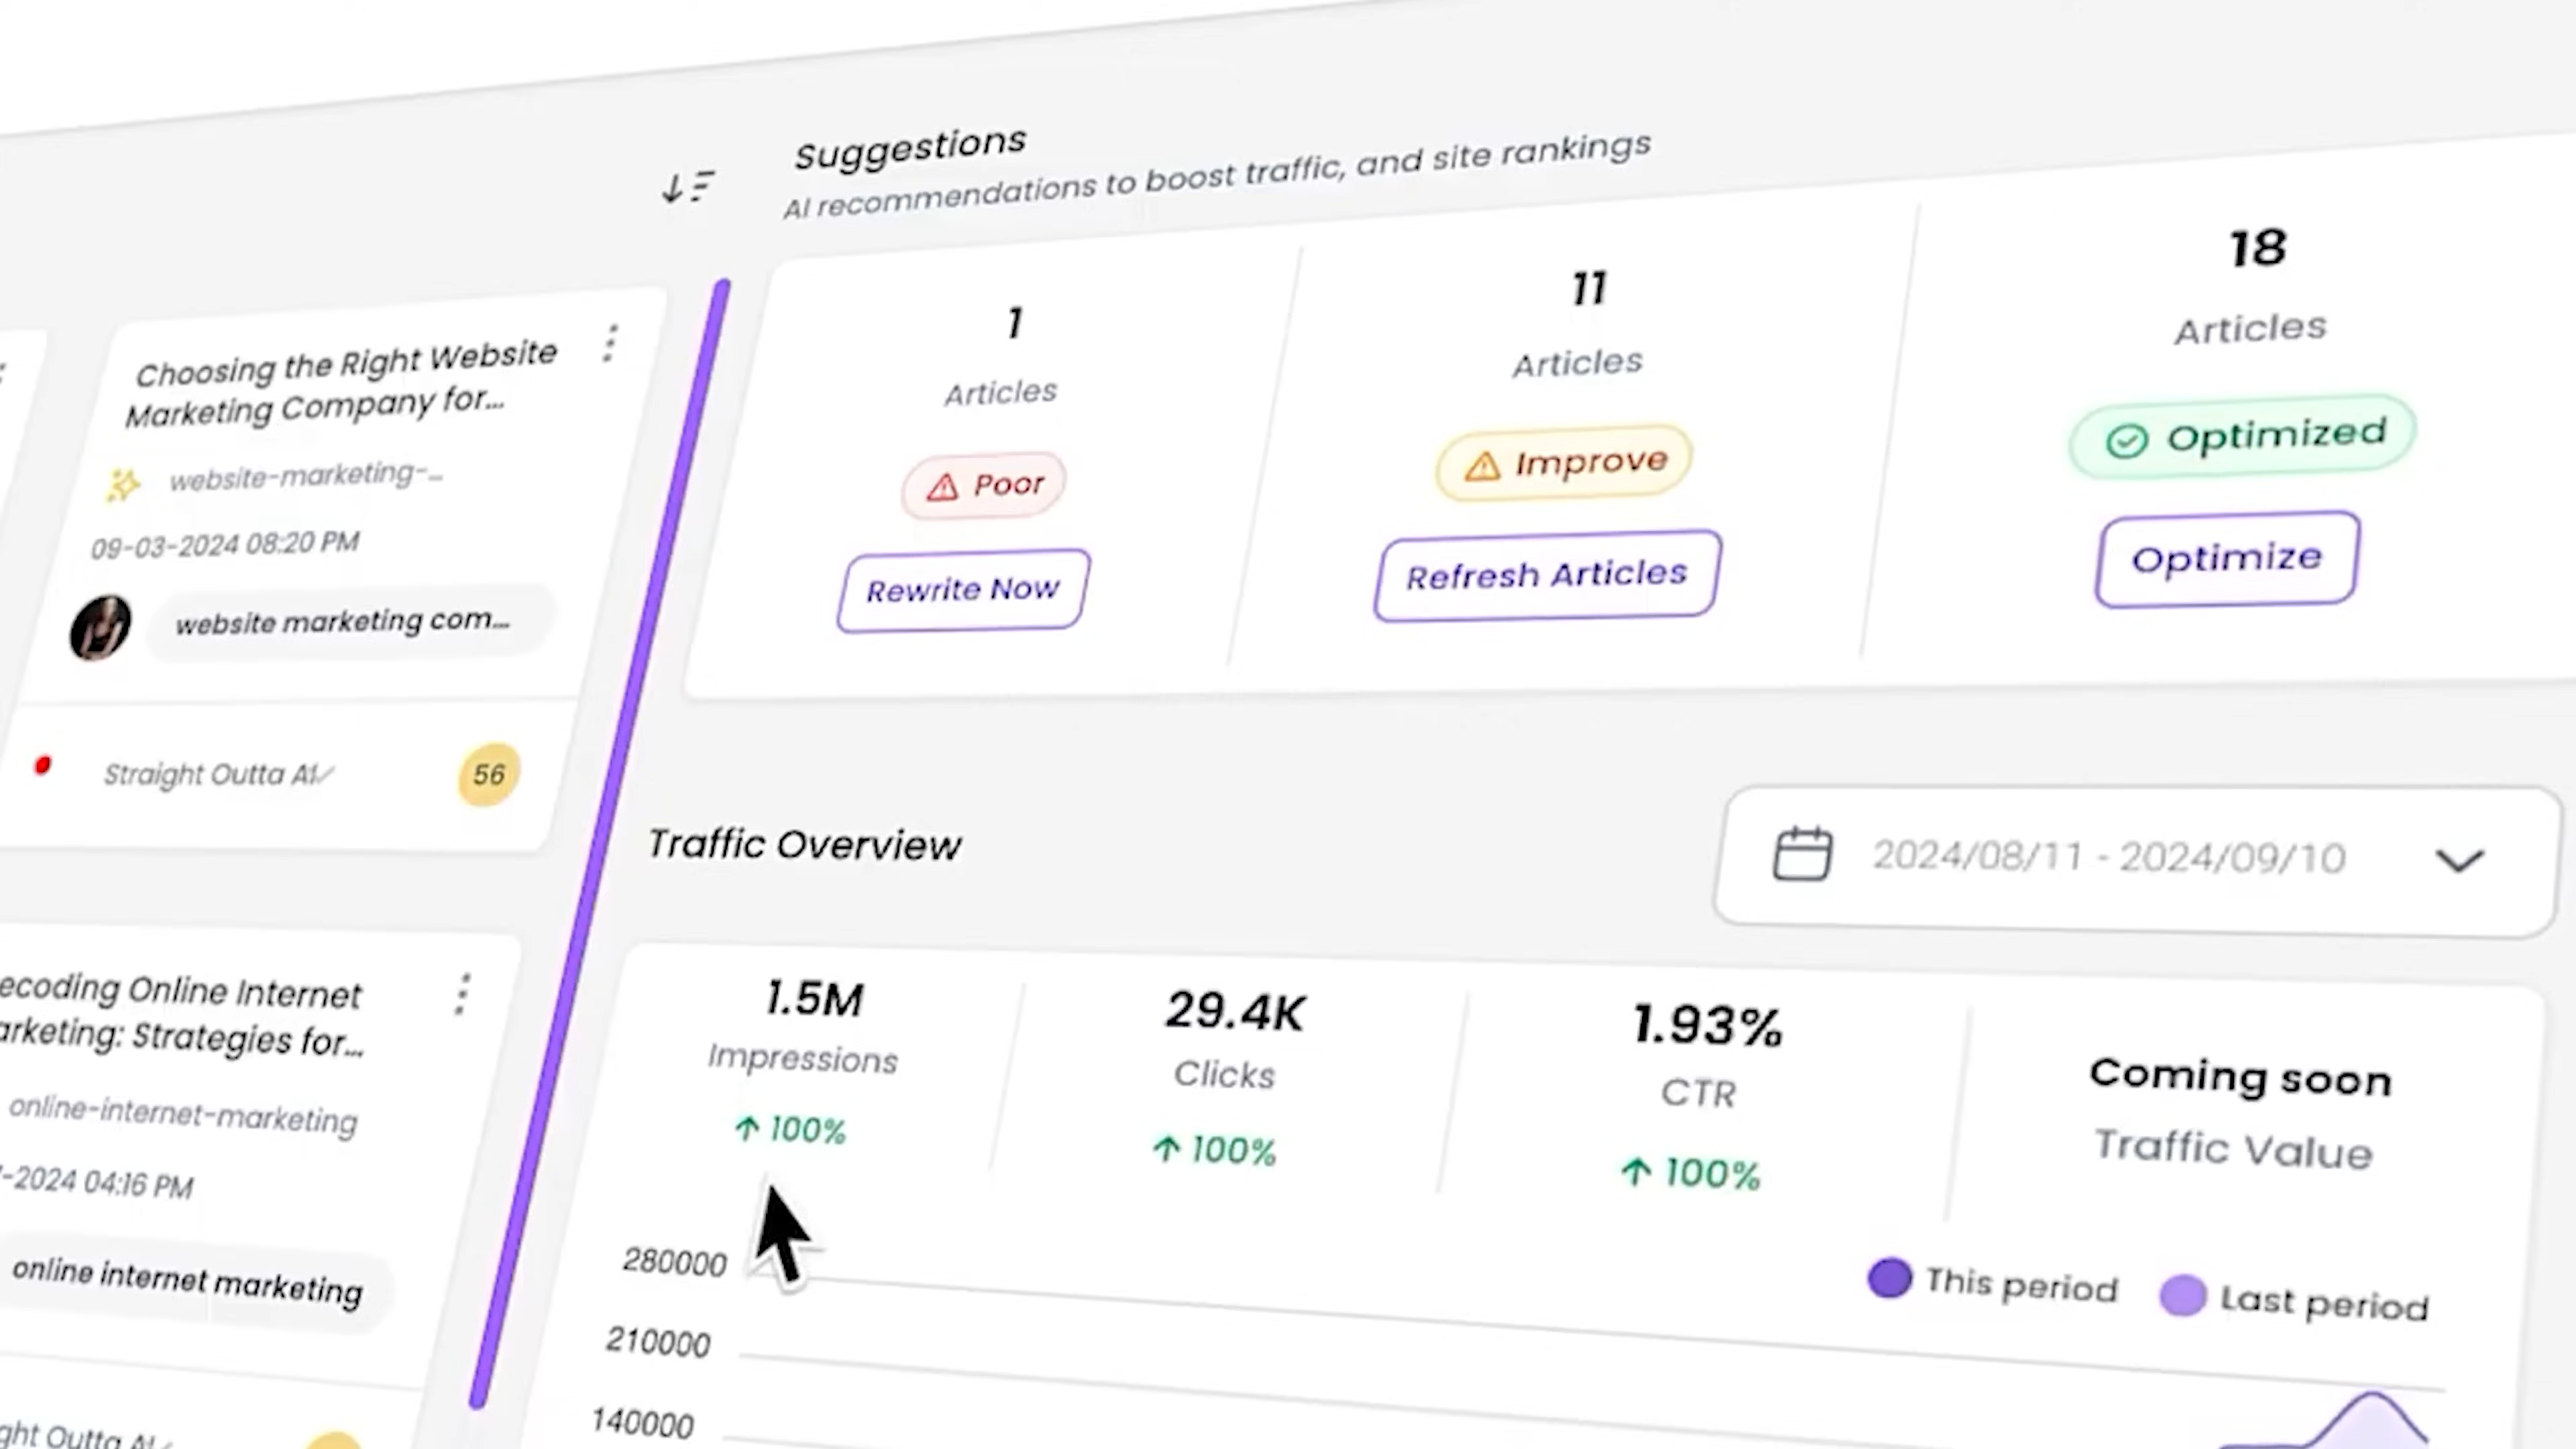 Choosing the Right Website
Marketing Company for...
website-marketing-...
09-03-2024 08:20 PM
website marketing com...
Straight Outta AI
56
ecoding Online Internet
arketing: Strategies for...
online-internet-marketing
-2024 04:16 PM
online internet marketing
ght Outta AI
Suggestions
AI recommendations to boost traffic, and site rankings
1
Articles
Poor
Rewrite Now
11
Articles
Improve
Refresh Articles
18
Articles
Optimized
Optimize
Traffic Overview
2024/08/11 - 2024/09/10
1.5M
Impressions
100%
29.4K
Clicks
100%
1.93%
CTR
100%
Coming soon
Traffic Value
This period
Last period
280000
210000
140000